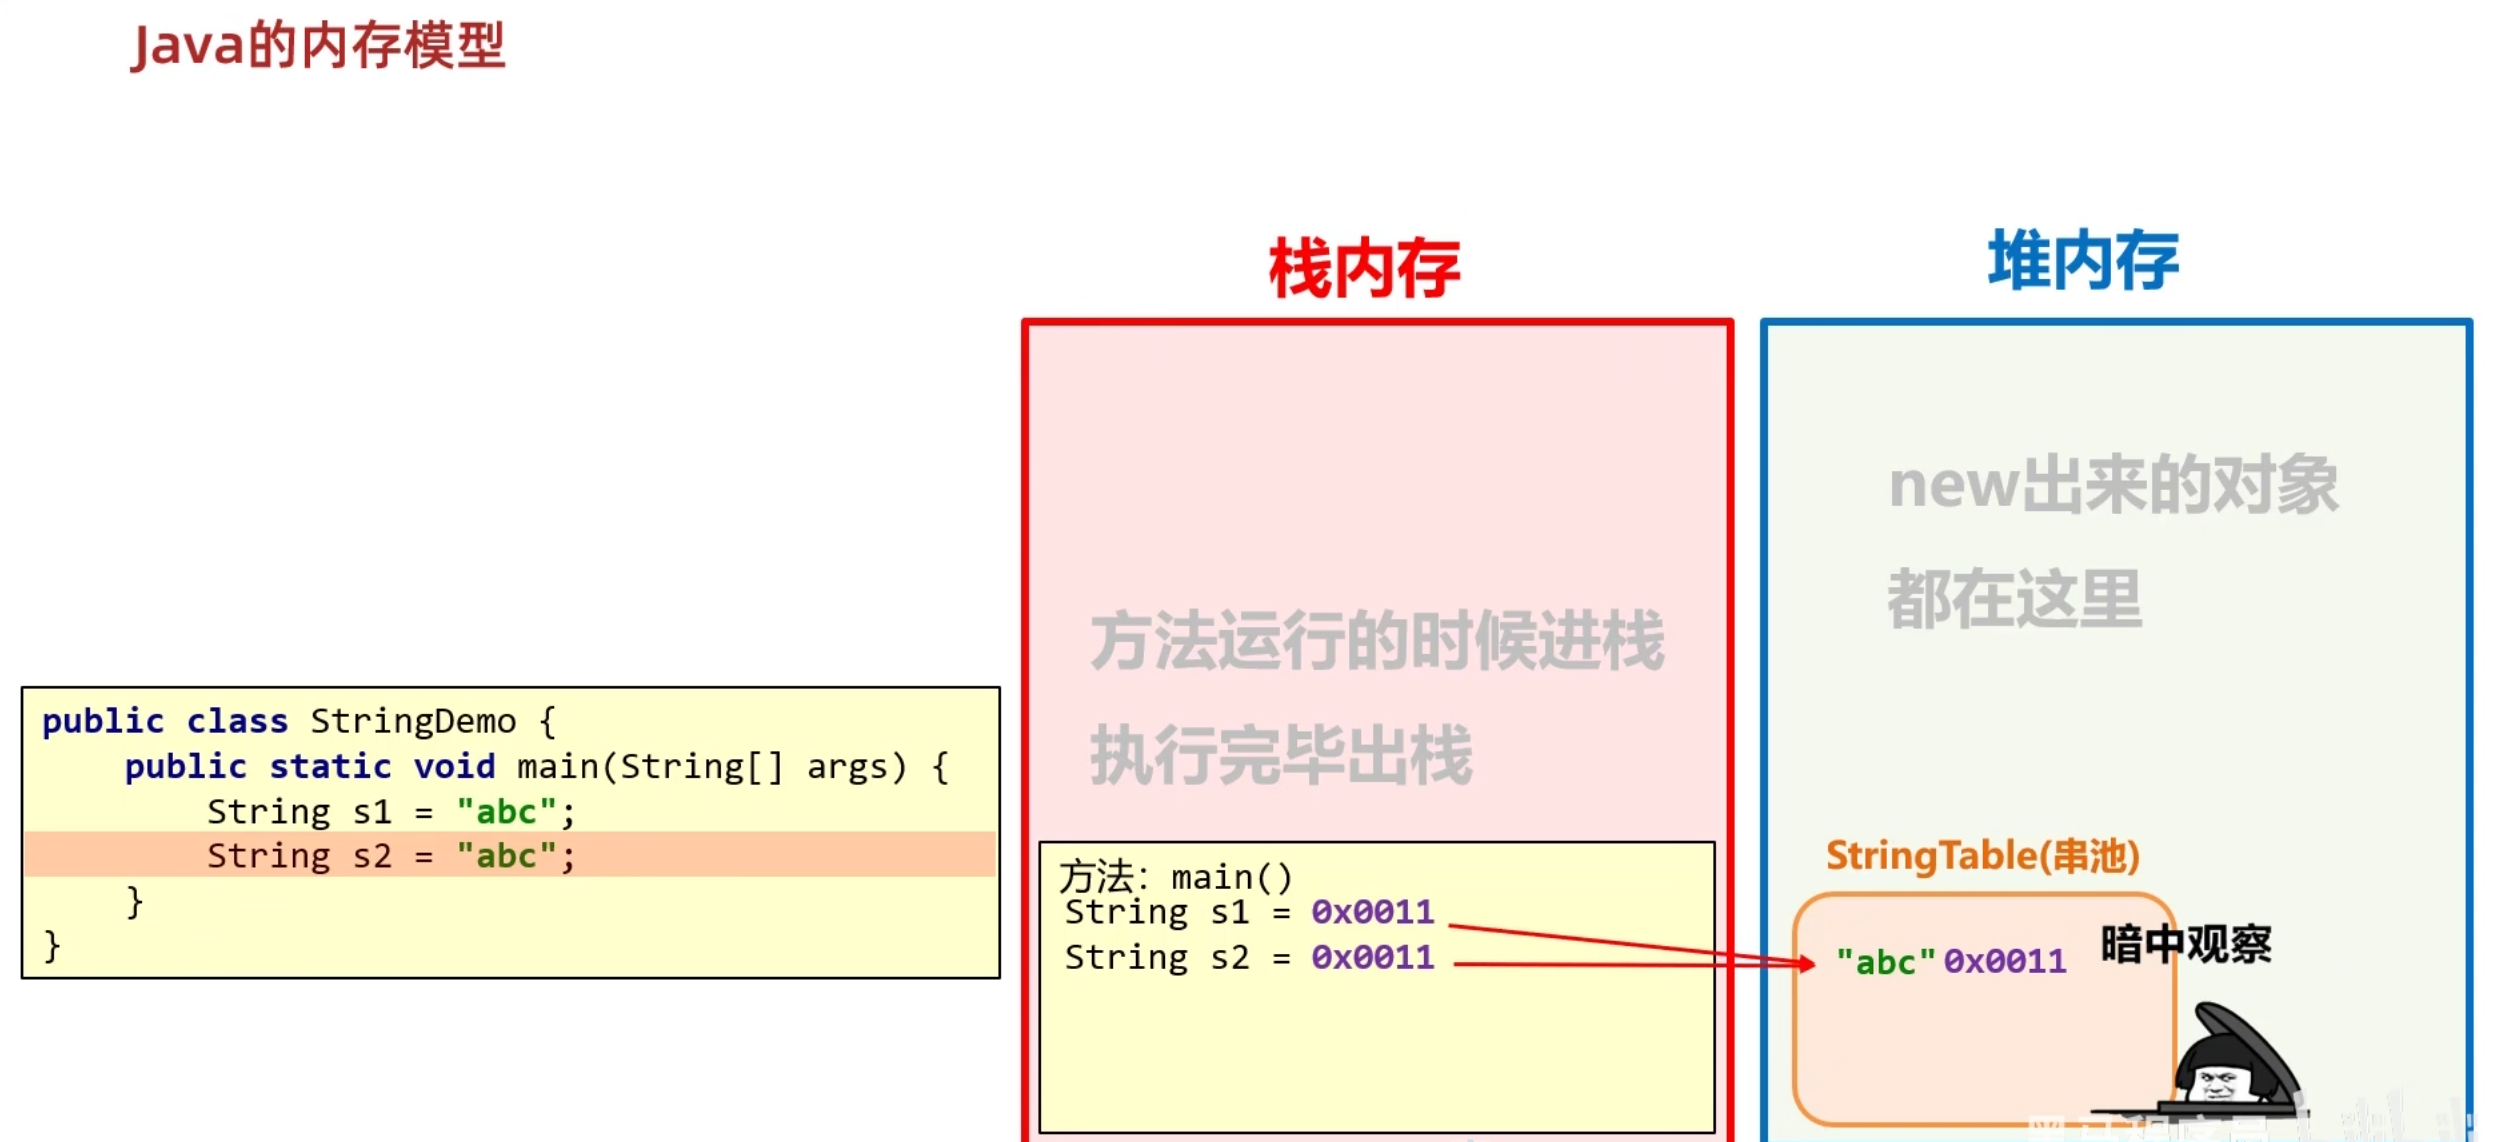 Java的内存模型
栈内存
堆内存
new出来的对象
都在这里
方法运行的时候进栈
执行完毕出栈
public class StringDemo {
public static void main(String[] args) {
String s1 = "abc";
String s2 = "abc";
}
}
方法：main()
String s1 = 0x0011
String s2 = 0x0011
StringTable(串池)
"abc" 0x0011
暗中观察